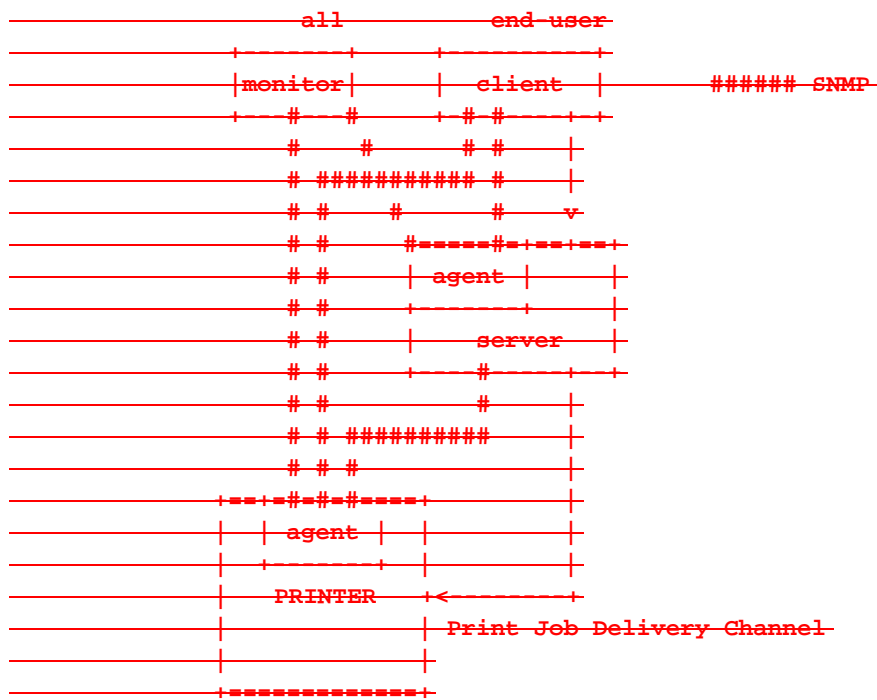 all end-user
+-------+ +----------+
|monitor| | client | ###### SNMP
+---#---# +-#-#----+-+
# # # # |
# ########### # |
# # # # v
# # #=====#=+==+==+
# # | agent | |
# # +--------+ |
# # | server |
# # +----#-----+--+
# # # |
# # ########## |
# # # |
+==+=#=#=#====+ |
| | agent | | |
| +--------+ | |
| PRINTER +<--------+
| | Print Job Delivery Channel
| |
+=============+